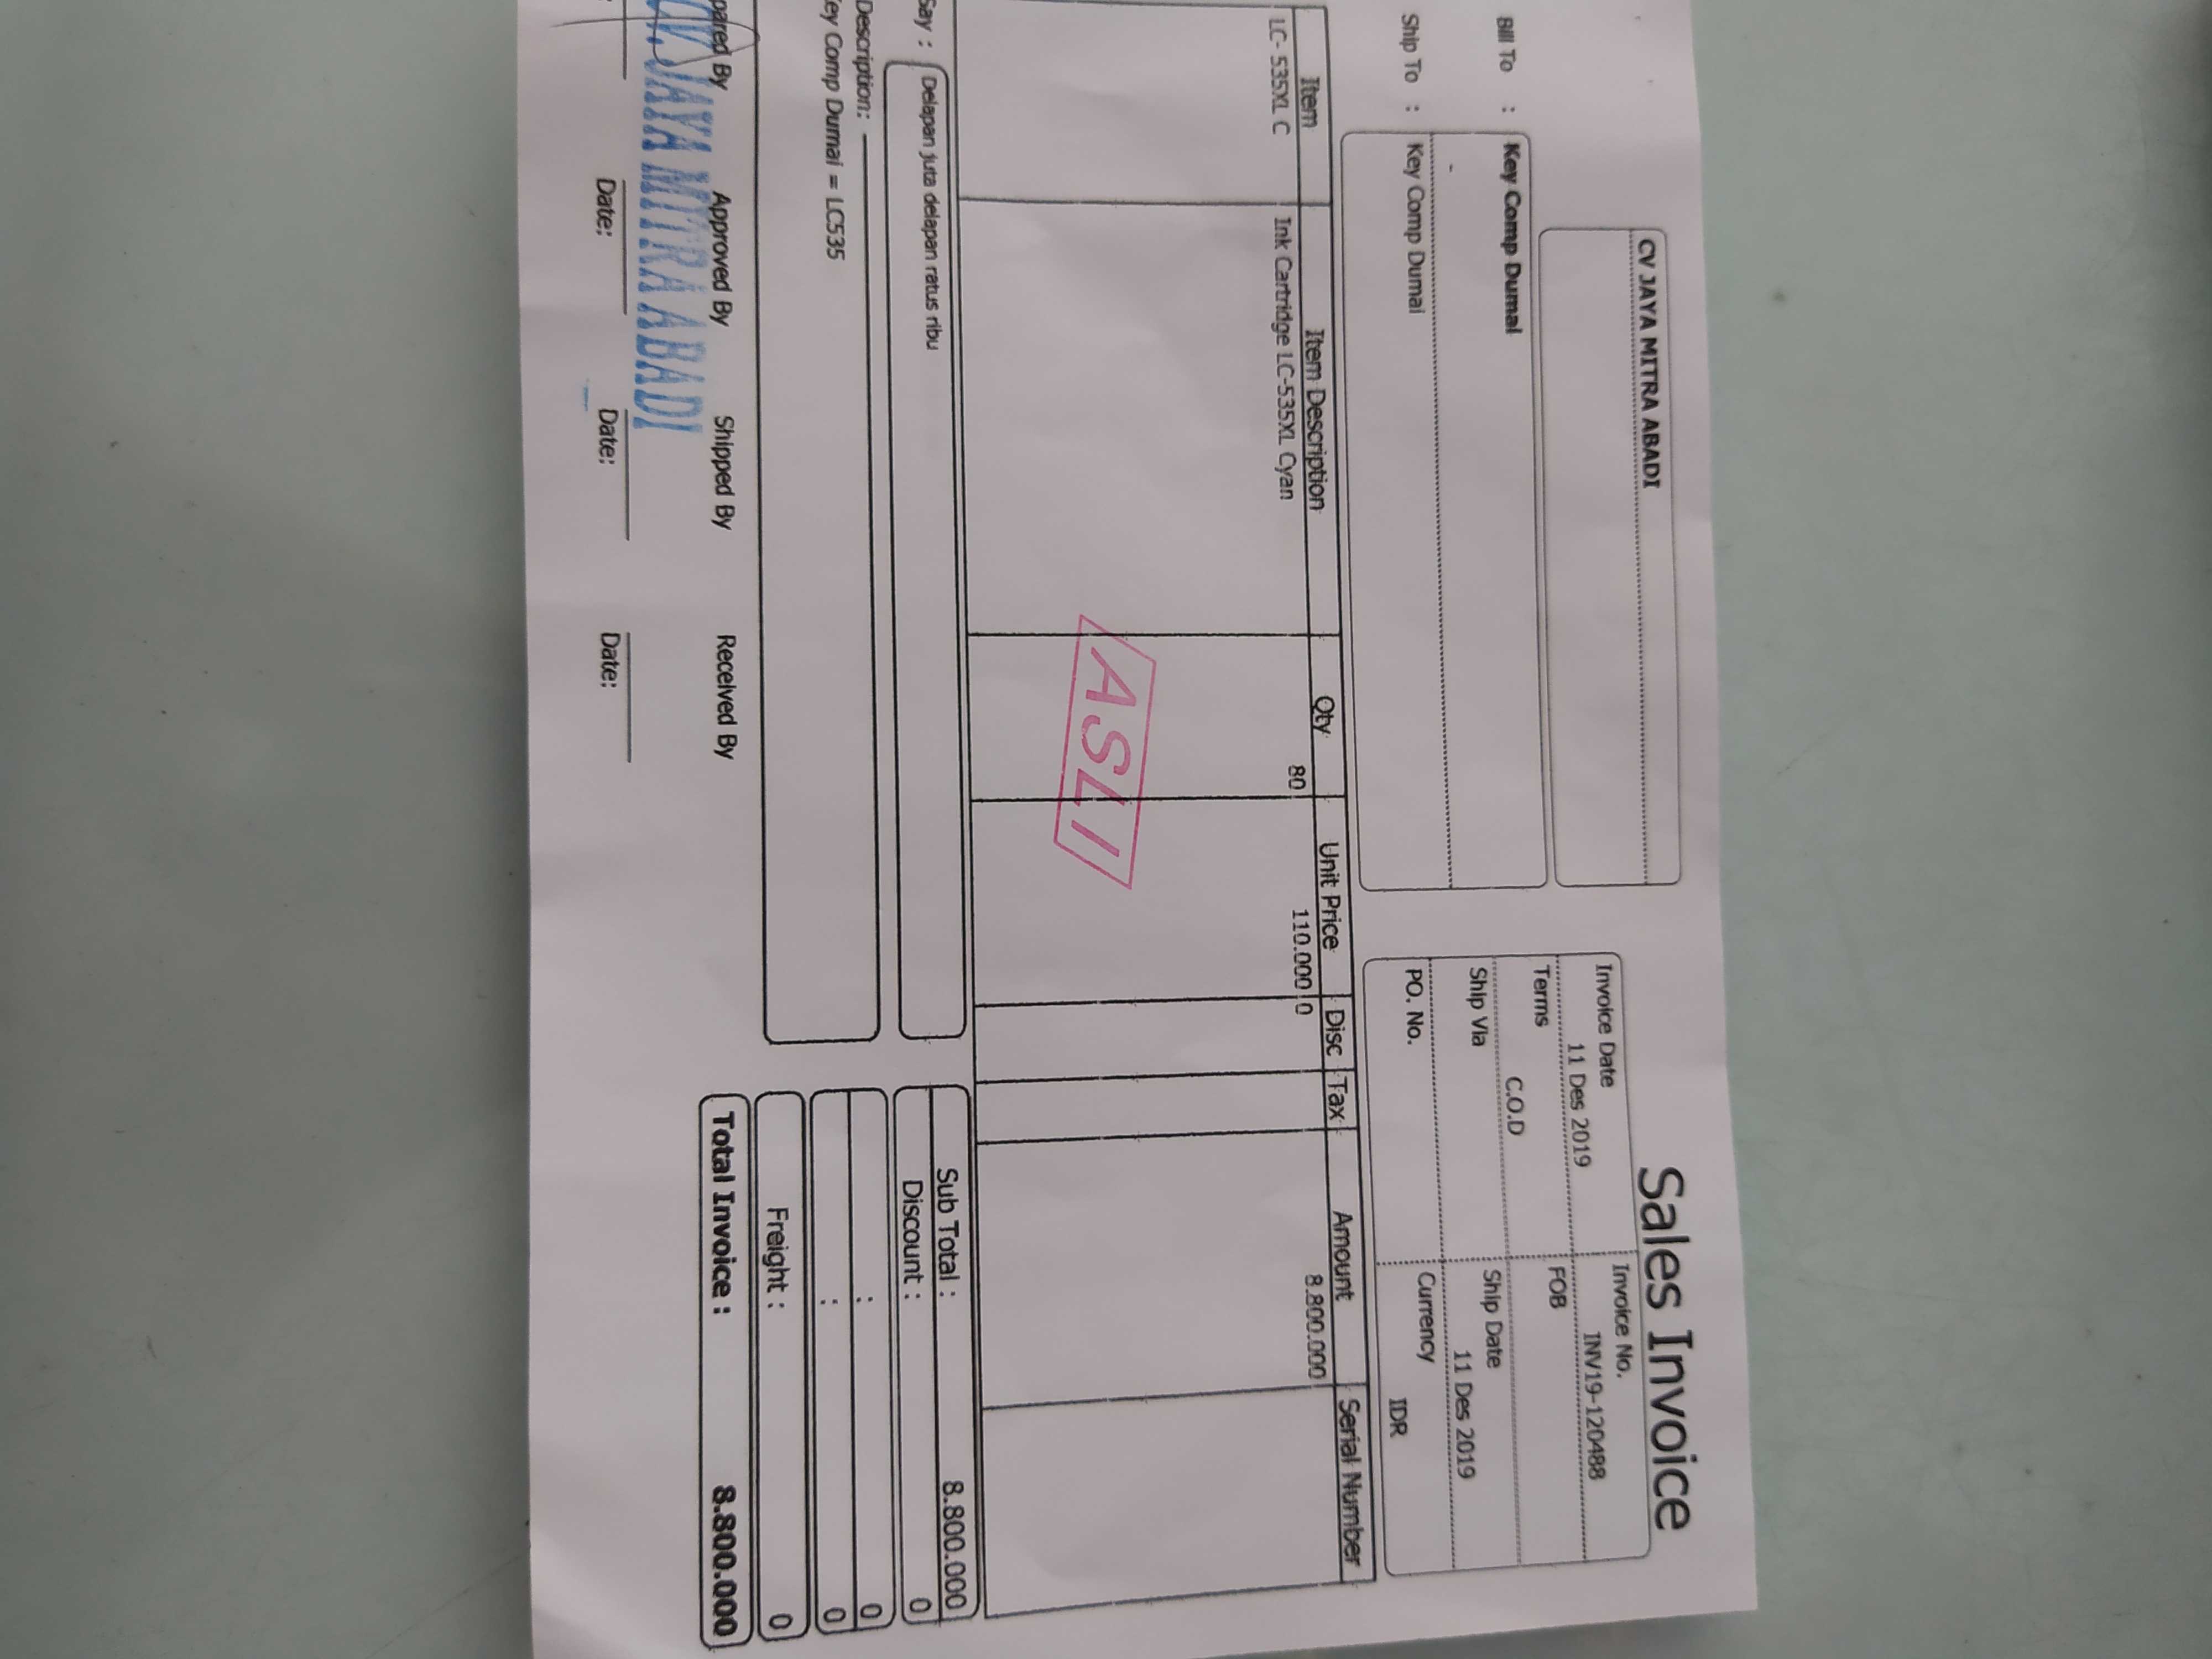 Sales Invoice
CV JAYA MITRA ABADI
Bill To : Key Comp Dumai
-
Ship To : Key Comp Dumai
Invoice Date Invoice No.
11 Des 2019 INV19-120488
Terms FOB
C.O.D
Ship Via Ship Date
11 Des 2019
PO. No. Currency
IDR
Item Item Description Qty Unit Price Disc Tax Amount Serial Number
LC- 535XL C Ink Cartridge LC-535XL Cyan 80 110.000 0 8.800.000
ASLI
Say : Delapan juta delapan ratus ribu
Sub Total : 8.800.000
Discount : 0
Description:
: 0
ey Comp Dumai = LC535
: 0
Freight : 0
Total Invoice : 8.800.000
pared By Approved By Shipped By Received By
CV. JAYA MITRA ABADI
Date: Date: Date: